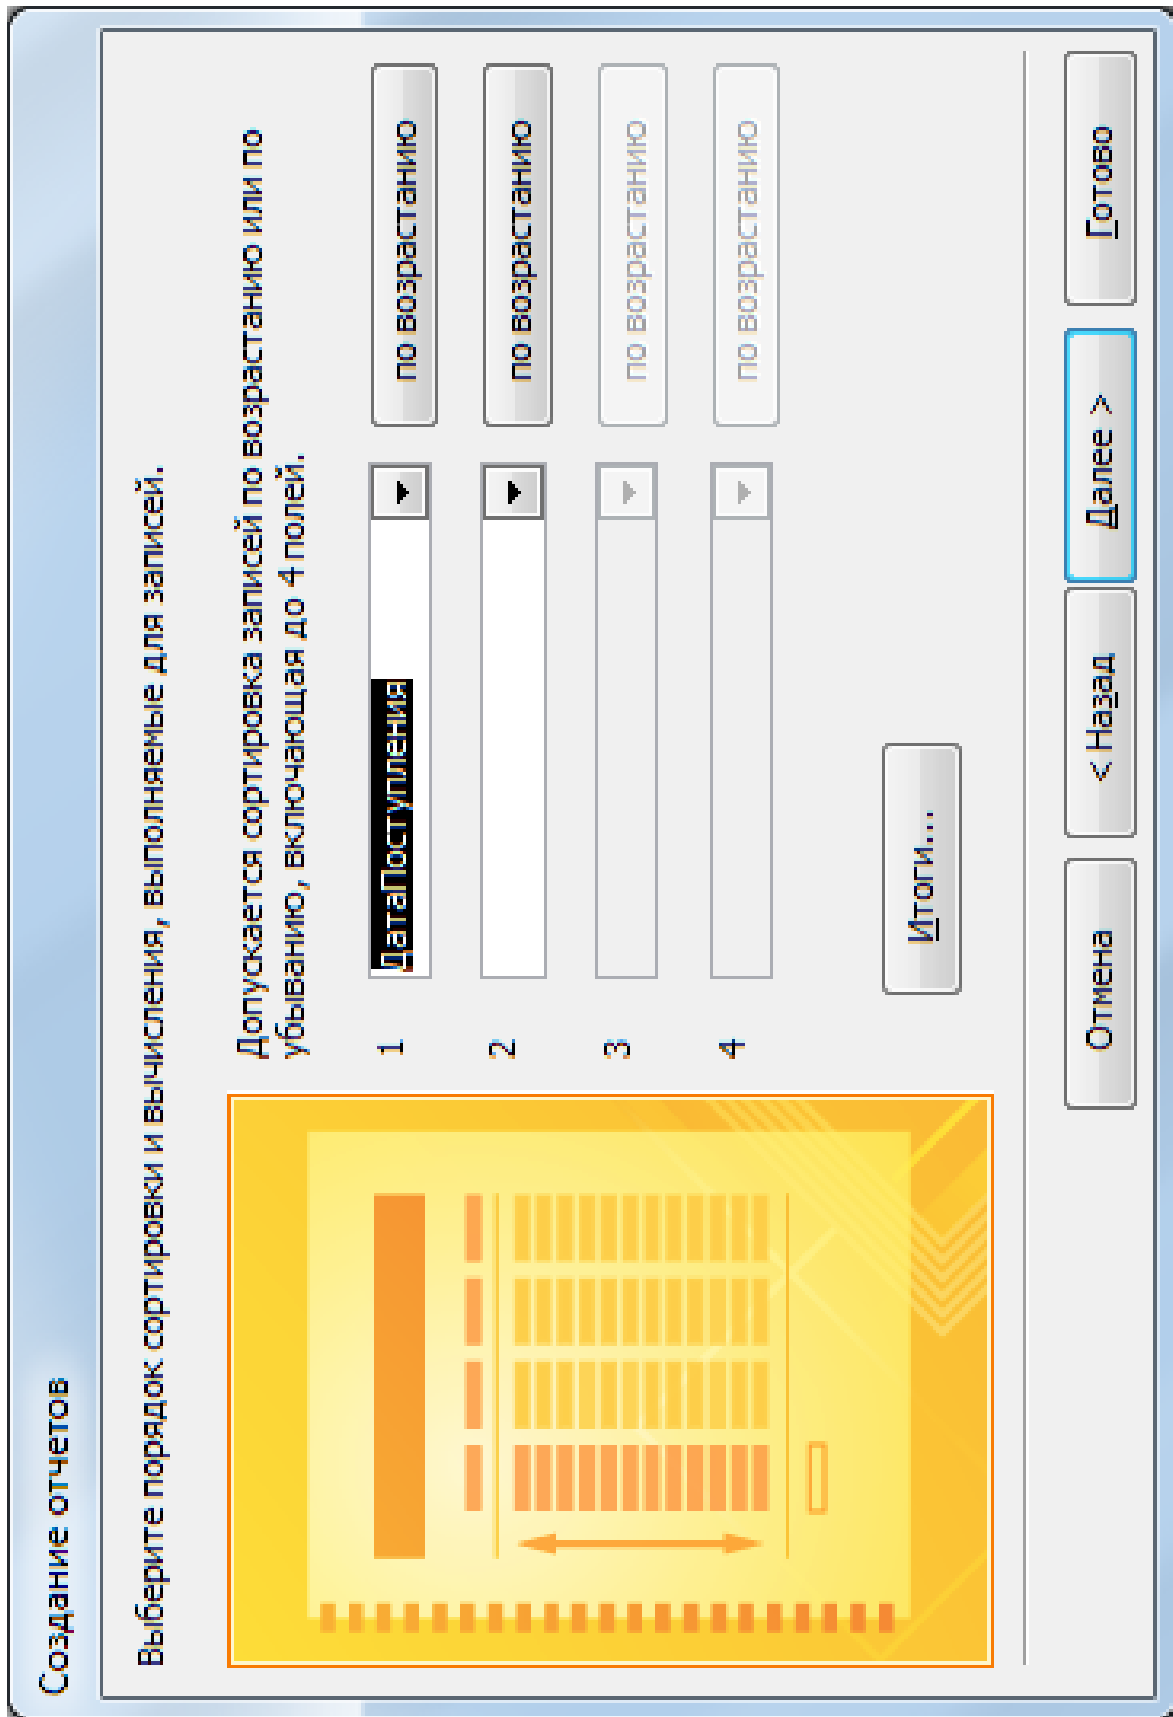 Создание отчетов
Выберите порядок сортировки и вычисления, выполняемые для записей.
Допускается сортировка записей по возрастанию или по
убыванию, включающая до 4 полей.
1 ДатаПоступления по возрастанию
2 по возрастанию
3 по возрастанию
4 по возрастанию
Итоги...
Отмена < Назад Далее > Готово